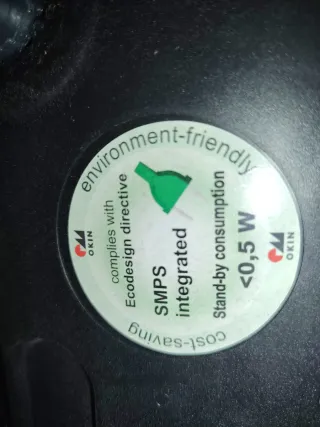 environment-friendly
complies with
Ecodesign directive
SMPS
integrated
Stand-by consumption
<0,5 W
OKIN
OKIN
cost-saving